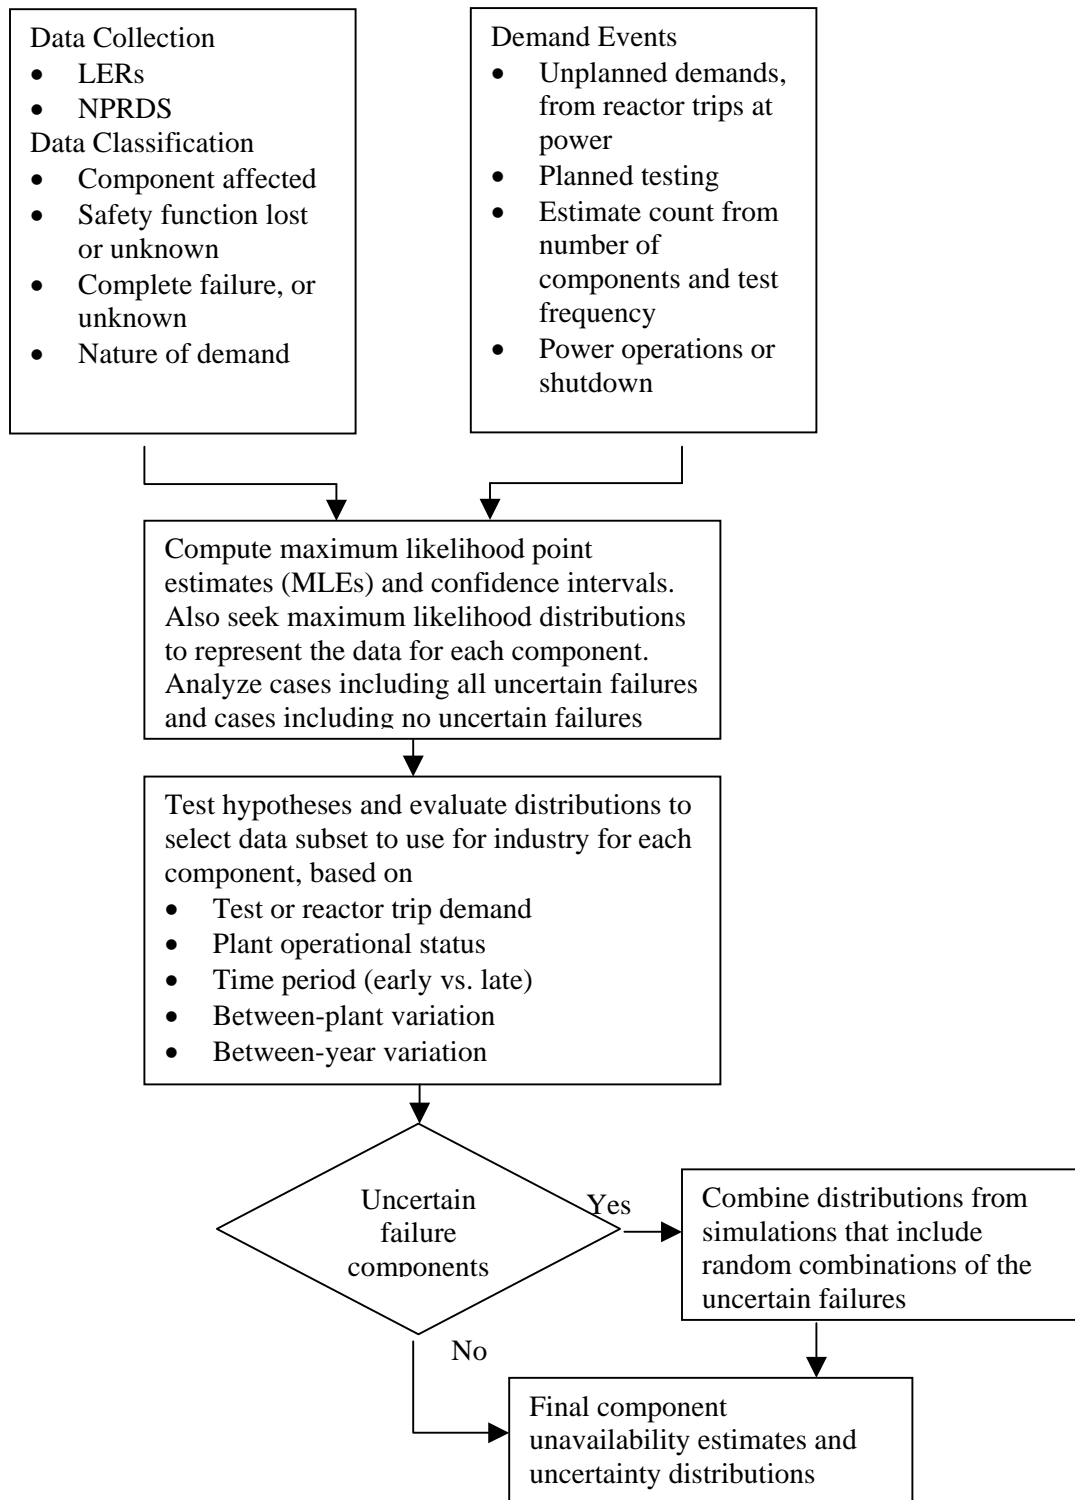 Data Collection
• LERs
• NPRDS
Data Classification
• Component affected
• Safety function lost
or unknown
• Complete failure, or
unknown
• Nature of demand
Demand Events
• Unplanned demands,
from reactor trips at
power
• Planned testing
• Estimate count from
number of
components and test
frequency
• Power operations or
shutdown
Compute maximum likelihood point
estimates (MLEs) and confidence intervals.
Also seek maximum likelihood distributions
to represent the data for each component.
Analyze cases including all uncertain failures
and cases including no uncertain failures
Test hypotheses and evaluate distributions to
select data subset to use for industry for each
component, based on
• Test or reactor trip demand
• Plant operational status
• Time period (early vs. late)
• Between-plant variation
• Between-year variation
Uncertain
failure
components
Yes
Combine distributions from
simulations that include
random combinations of the
uncertain failures
No
Final component
unavailability estimates and
uncertainty distributions